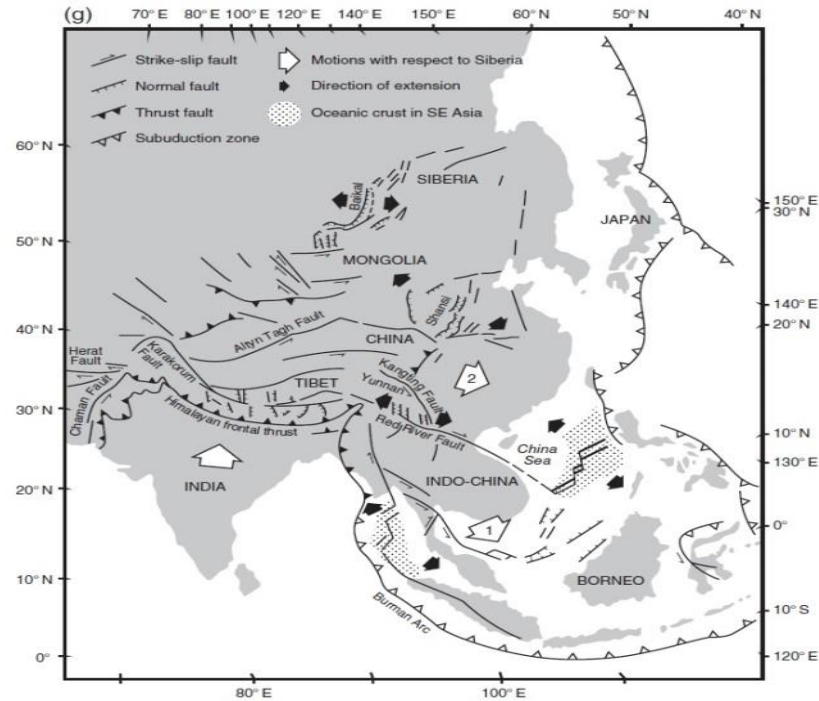 (g)
70° E 80° E 100° E 120° E 140° E 150° E 60° N 50° N 40° N
Strike-slip fault
Normal fault
Thrust fault
Subuduction zone
Motions with respect to Siberia
Direction of extension
Oceanic crust in SE Asia
60° N
SIBERIA
Baikal
150° E
30° N
JAPAN
50° N
MONGOLIA
140° E
20° N
Shansi
40° N
Altyn Tagh Fault
CHINA
Herat
Fault
Karakorum
Fault
Chaman Fault
TIBET
Kangting Fault
Yunnan
2
30° N
Himalayan frontal thrust
Red River Fault
China
Sea
10° N
130° E
INDIA
INDO-CHINA
20° N
1
0°
10° N
BORNEO
Burman Arc
10° S
0°
120° E
80° E 100° E